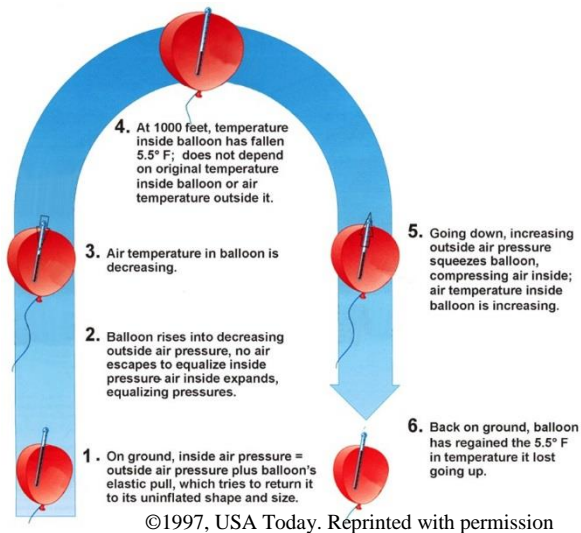 4. At 1000 feet, temperature
inside balloon has fallen
5.5° F; does not depend
on original temperature
inside balloon or air
temperature outside it.
3. Air temperature in balloon is
decreasing.
2. Balloon rises into decreasing
outside air pressure, no air
escapes to equalize inside
pressure- air inside expands,
equalizing pressures.
1. On ground, inside air pressure =
outside air pressure plus balloon's
elastic pull, which tries to return it
to its uninflated shape and size.
5. Going down, increasing
outside air pressure
squeezes balloon,
compressing air inside;
air temperature inside
balloon is increasing.
6. Back on ground, balloon
has regained the 5.5° F
in temperature it lost
going up.
©1997, USA Today. Reprinted with permission